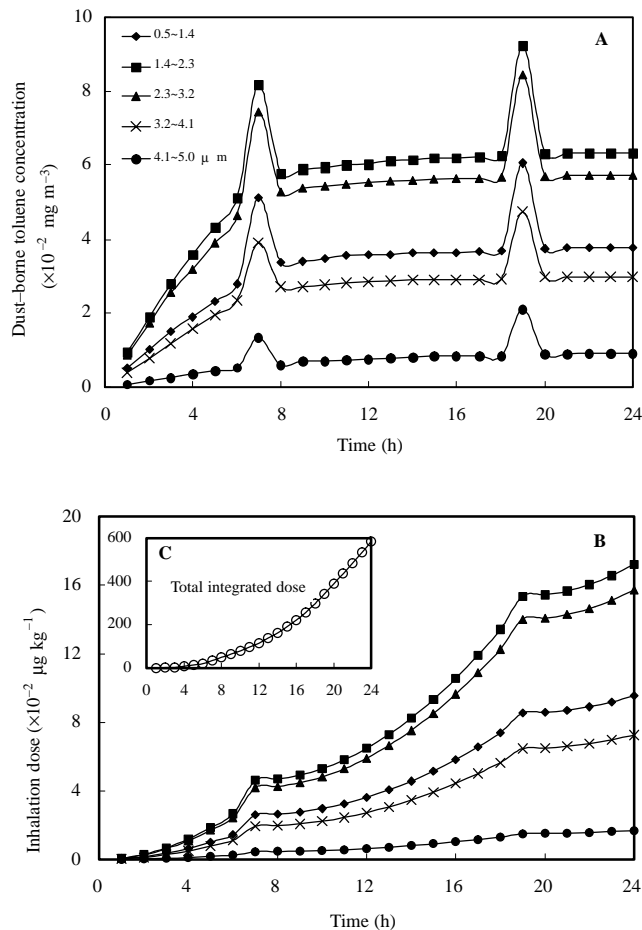 10
A
0.5~1.4
1.4~2.3
2.3~3.2
3.2~4.1
4.1~5.0 μ m
8
6
4
2
0
Dust–borne toluene concentration
(×10⁻² mg m⁻³)
0 4 8 12 16 20 24
Time (h)
20
B
16
12
8
4
0
Inhalation dose (×10⁻² μg kg⁻¹)
600
C
400
Total integrated dose
200
0
0 4 8 12 16 20 24
0 4 8 12 16 20 24
Time (h)